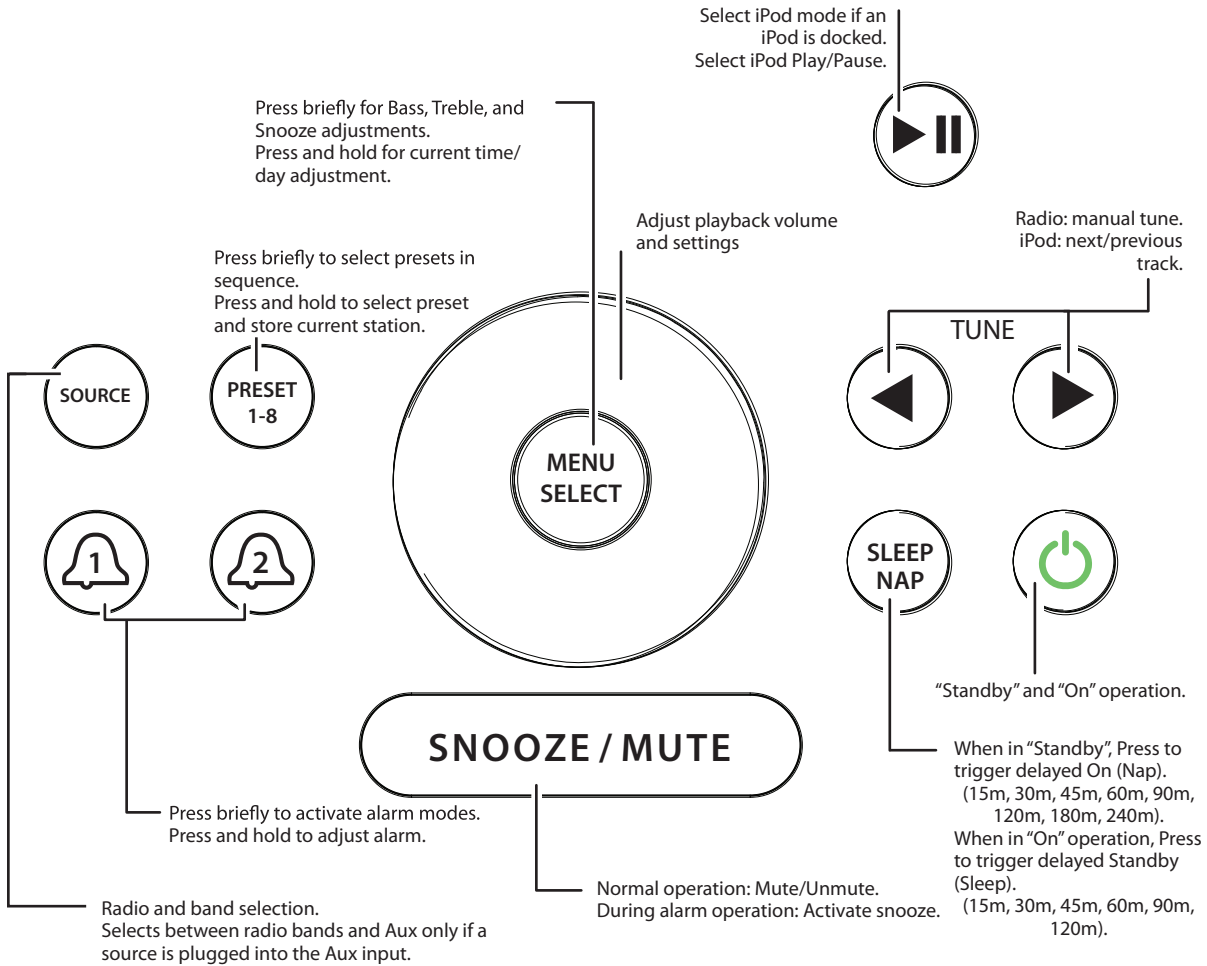 Select iPod mode if an
iPod is docked.
Select iPod Play/Pause.
Press briefly for Bass, Treble, and
Snooze adjustments.
Press and hold for current time/
day adjustment.
Adjust playback volume
and settings
Radio: manual tune.
iPod: next/previous
track.
Press briefly to select presets in
sequence.
Press and hold to select preset
and store current station.
TUNE
SOURCE
PRESET
1-8
MENU
SELECT
1
2
SLEEP
NAP
"Standby" and "On" operation.
SNOOZE / MUTE
When in "Standby", Press to
trigger delayed On (Nap).
(15m, 30m, 45m, 60m, 90m,
120m, 180m, 240m).
When in "On" operation, Press
to trigger delayed Standby
(Sleep).
(15m, 30m, 45m, 60m, 90m,
120m).
Press briefly to activate alarm modes.
Press and hold to adjust alarm.
Normal operation: Mute/Unmute.
During alarm operation: Activate snooze.
Radio and band selection.
Selects between radio bands and Aux only if a
source is plugged into the Aux input.